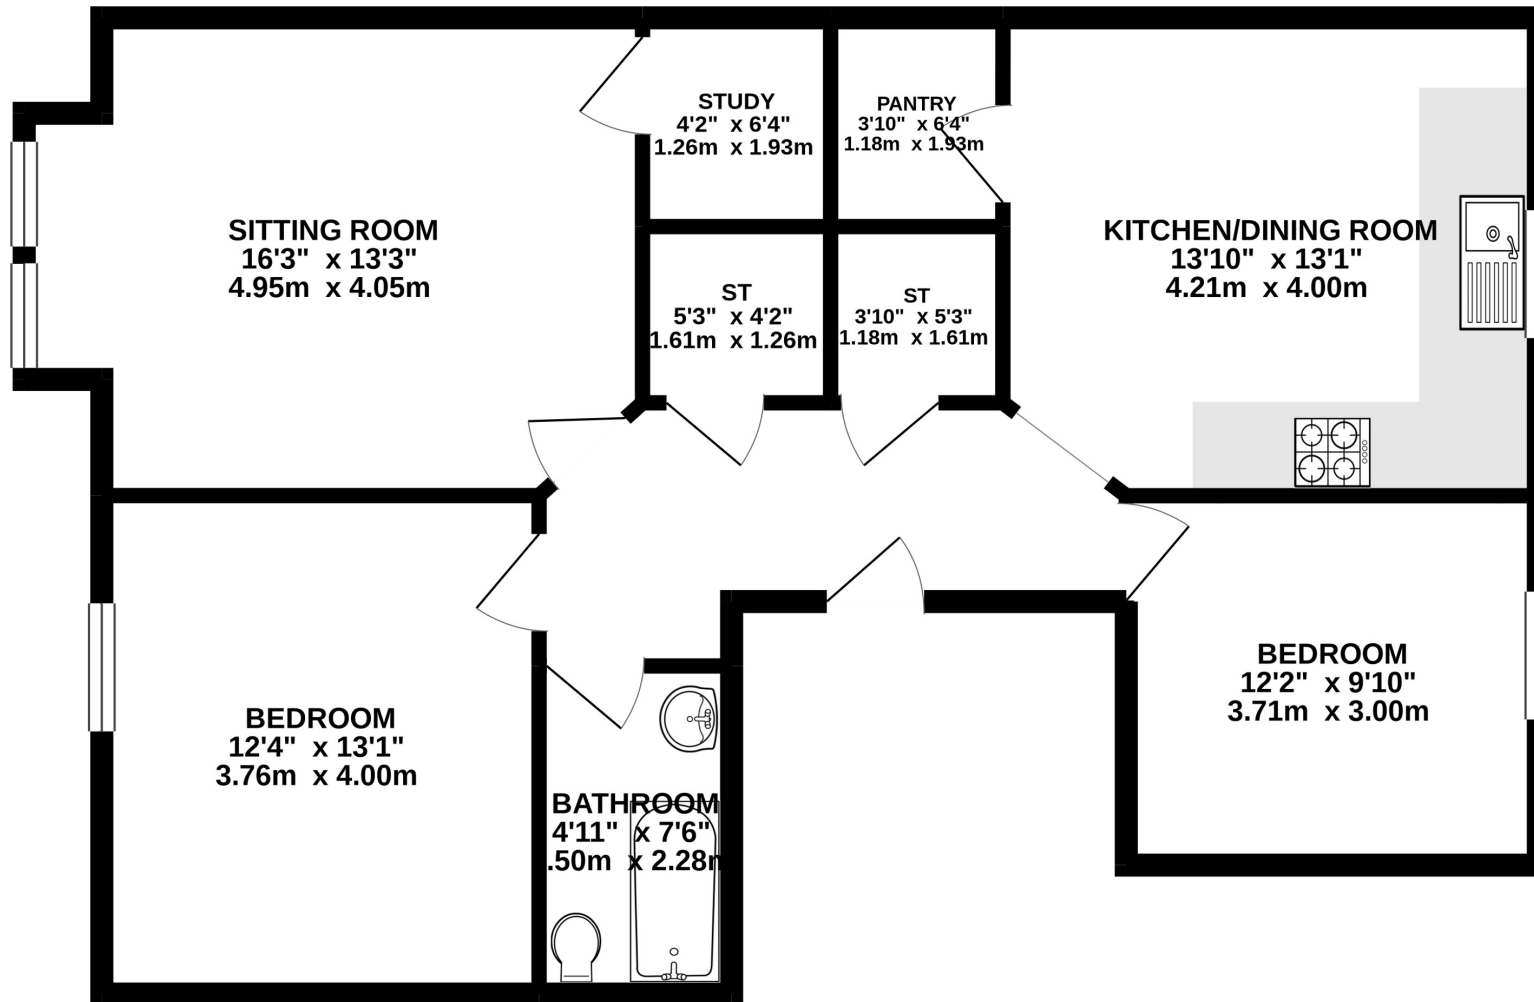 STUDY
4'2" x 6'4"
1.26m x 1.93m
PANTRY
3'10" x 6'4"
1.18m x 1.93m
SITTING ROOM
16'3" x 13'3"
4.95m x 4.05m
KITCHEN/DINING ROOM
13'10" x 13'1"
4.21m x 4.00m
ST
5'3" x 4'2"
1.61m x 1.26m
ST
3'10" x 5'3"
1.18m x 1.61m
BEDROOM
12'4" x 13'1"
3.76m x 4.00m
BATHROOM
4'11" x 7'6"
.50m x 2.28m
BEDROOM
12'2" x 9'10"
3.71m x 3.00m